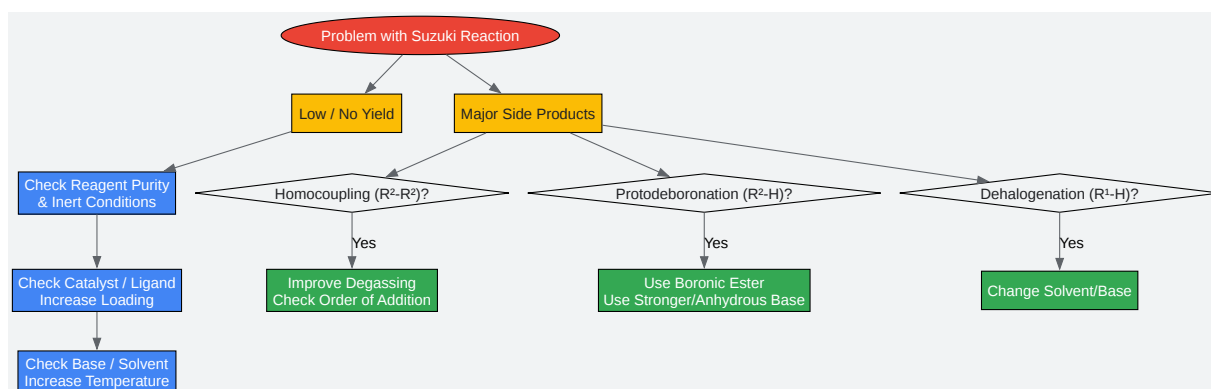 Problem with Suzuki Reaction
Low / No Yield
Major Side Products
Check Reagent Purity
& Inert Conditions
Homocoupling (R²-R²)?
Protodeboronation (R²-H)?
Dehalogenation (R¹-H)?
Yes
Yes
Yes
Check Catalyst / Ligand
Increase Loading
Improve Degassing
Check Order of Addition
Use Boronic Ester
Use Stronger/Anhydrous Base
Change Solvent/Base
Check Base / Solvent
Increase Temperature